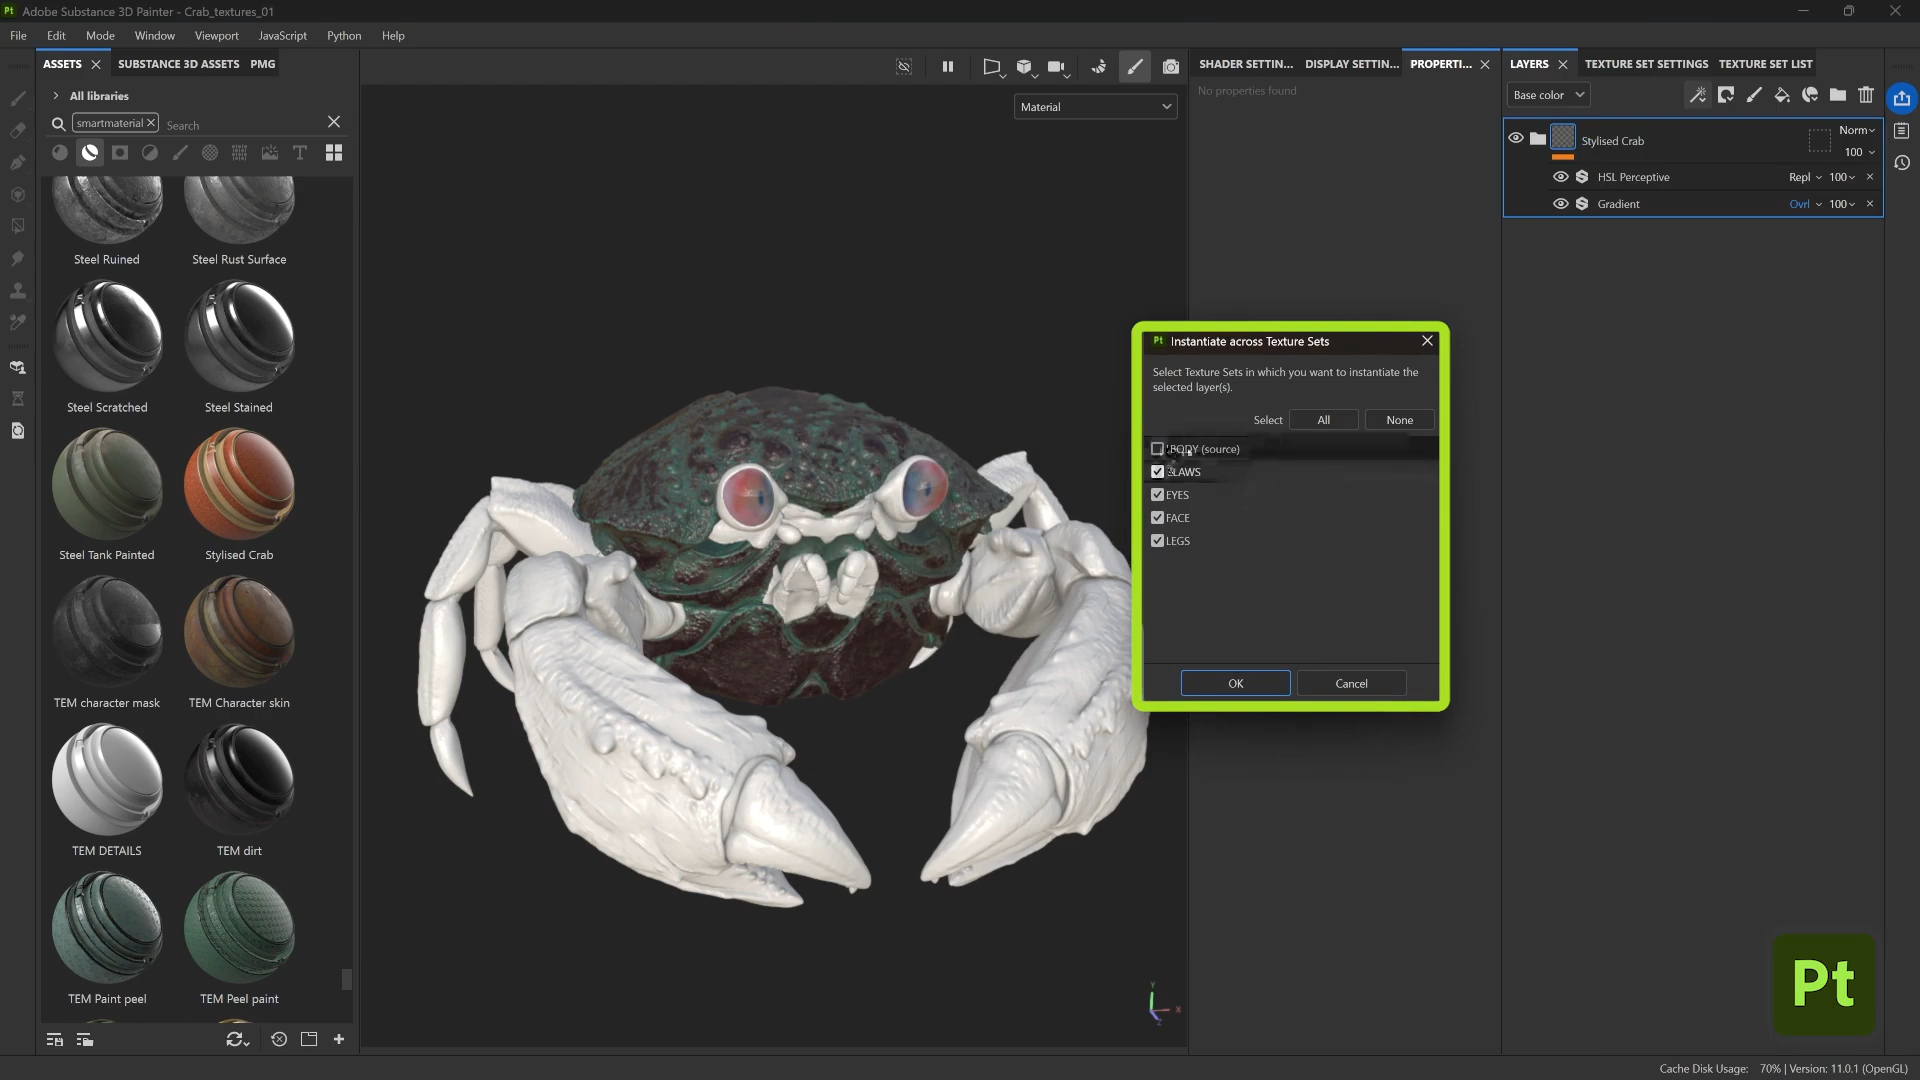 Pt Adobe Substance 3D Painter - Crab_textures_01
File Edit Mode Window Viewport JavaScript Python Help
ASSETS SUBSTANCE 3D ASSETS PMG
All libraries
smartmaterial Search
Steel Ruined Steel Rust Surface
Steel Scratched Steel Stained
Steel Tank Painted Stylised Crab
TEM character mask TEM Character skin
TEM DETAILS TEM dirt
TEM Paint peel TEM Peel paint
Material
Y
X
Z
SHADER SETTIN... DISPLAY SETTIN... PROPERTI...
No properties found
Pt Instantiate across Texture Sets
Select Texture Sets in which you want to instantiate the
selected layer(s).
Select All None
BODY (source)
CLAWS
EYES
FACE
LEGS
OK Cancel
LAYERS TEXTURE SET SETTINGS TEXTURE SET LIST
Base color
Stylised Crab Norm
100
HSL Perceptive Repl 100
Gradient Ovrl 100
Pt
Cache Disk Usage: 70% | Version: 11.0.1 (OpenGL)